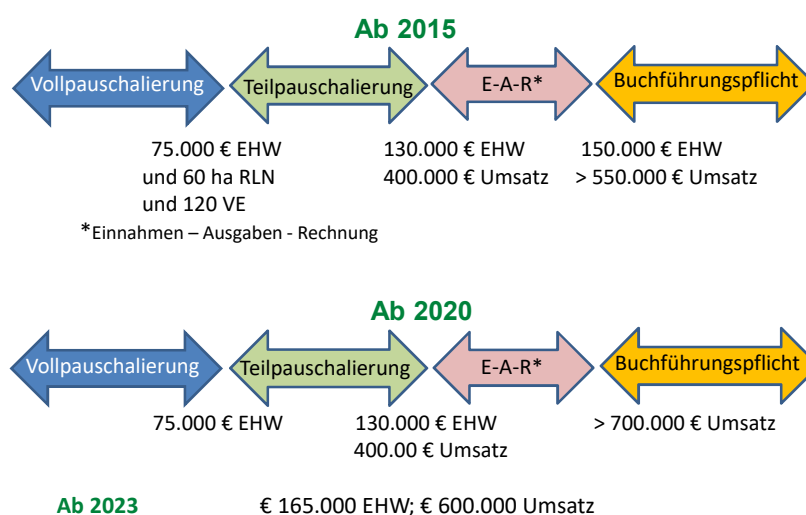 Ab 2015
Vollpauschalierung Teilpauschalierung E-A-R* Buchführungspflicht
75.000 € EHW 130.000 € EHW 150.000 € EHW
und 60 ha RLN 400.000 € Umsatz > 550.000 € Umsatz
und 120 VE
*Einnahmen – Ausgaben - Rechnung
Ab 2020
Vollpauschalierung Teilpauschalierung E-A-R* Buchführungspflicht
75.000 € EHW 130.000 € EHW > 700.000 € Umsatz
400.00 € Umsatz
Ab 2023 € 165.000 EHW; € 600.000 Umsatz